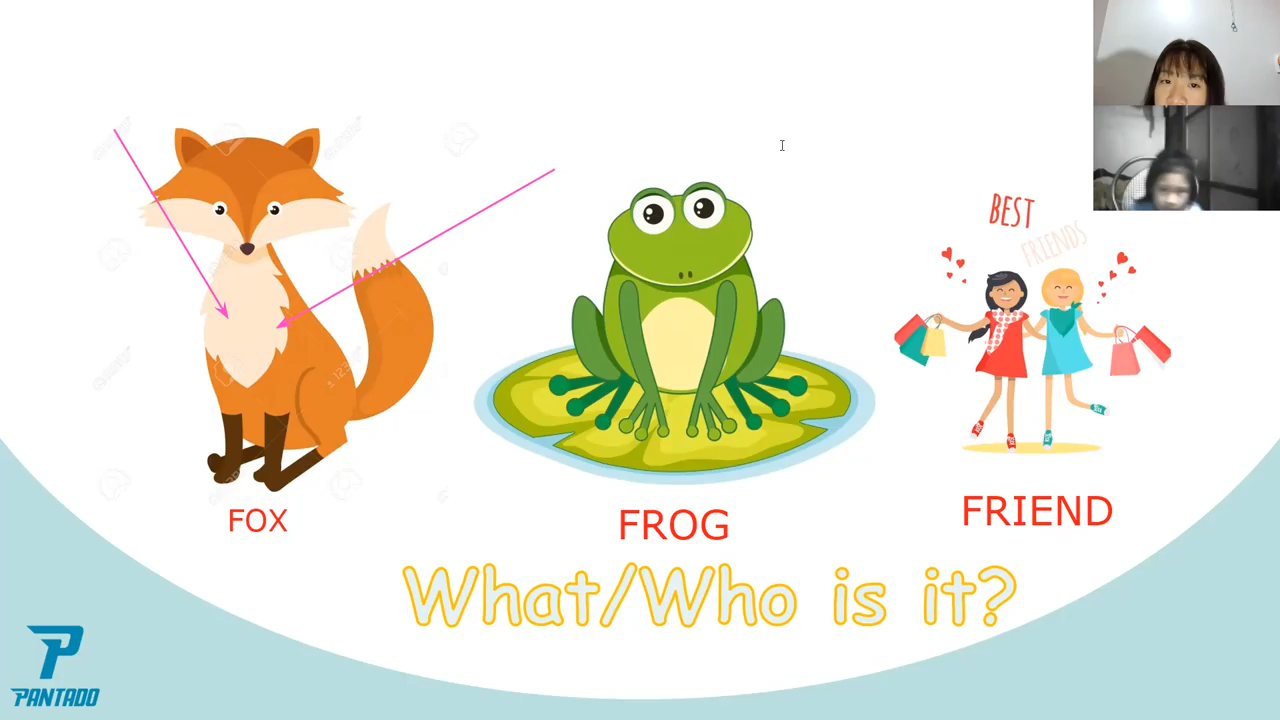 BEST
FRIENDS
FOX
FROG
FRIEND
What/Who is it?
PANTADO